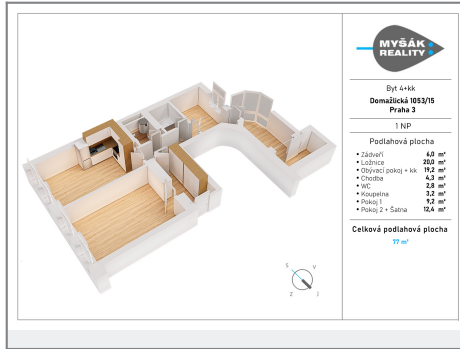 MYŠÁK
REALITY
Byt 4+kk
Domažlická 1053/15
Praha 3
1 NP
Podlahová plocha
• Zádveří 6,0 m²
• Ložnice 20,0 m²
• Obývací pokoj + kk 19,2 m²
• Chodba 4,3 m²
• WC 2,8 m²
• Koupelna 3,2 m²
• Pokoj 1 9,2 m²
• Pokoj 2 + Šatna 12,4 m²
Celková podlahová plocha
77 m²
S V
Z J